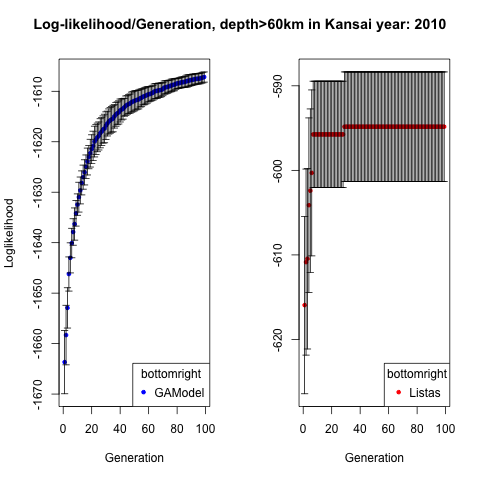 Log-likelihood/Generation, depth>60km in Kansai year: 2010
Loglikelihood
-1610
-1620
-1630
-1640
-1650
-1660
-1670
bottomright
GAModel
0 20 40 60 80 100
Generation
-590
-600
-610
-620
bottomright
Listas
0 20 40 60 80 100
Generation